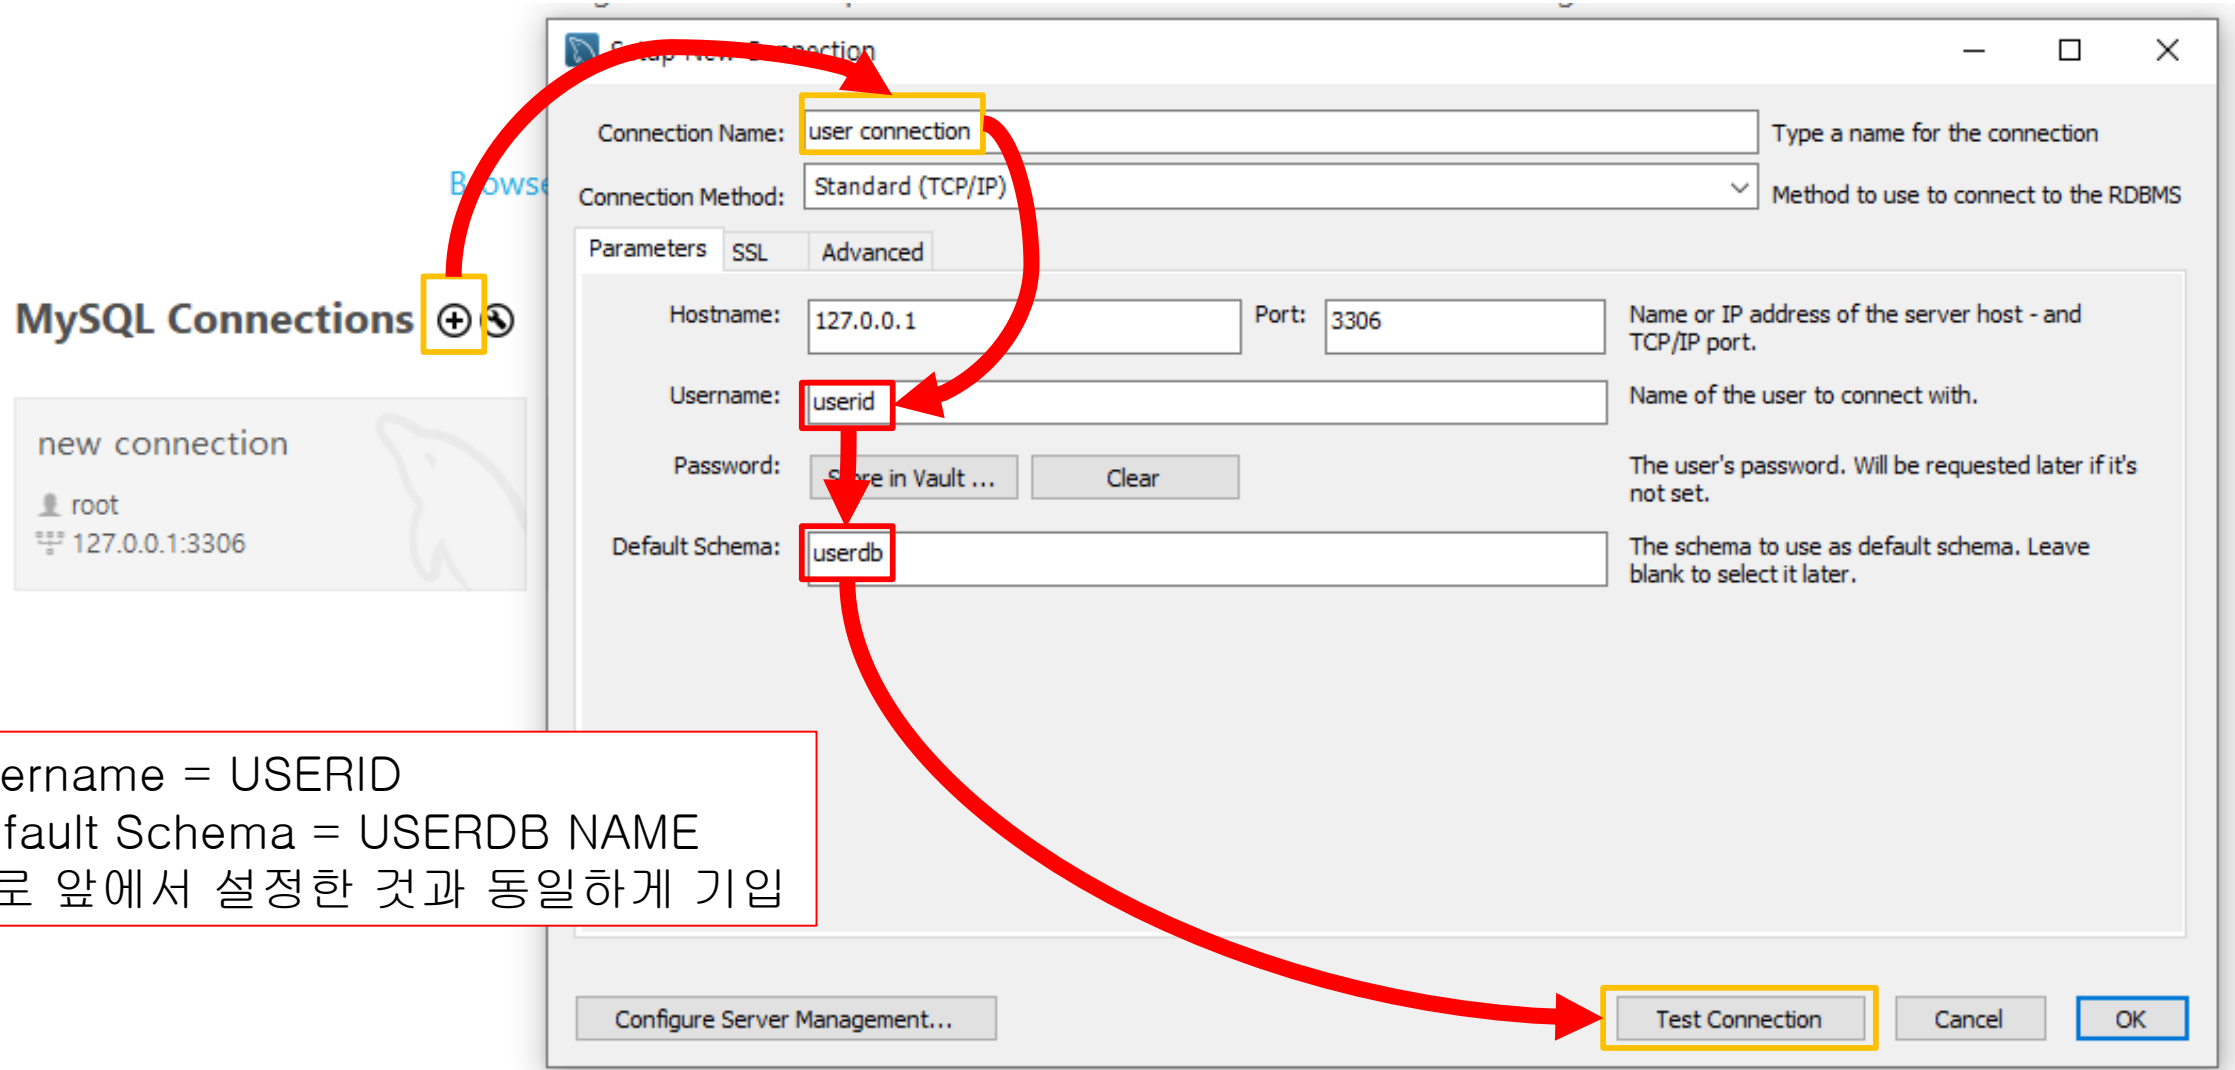 Connection
Connection Name:
user connection
Type a name for the connection
Connection Method:
Standard (TCP/IP)
Method to use to connect to the RDBMS
Parameters
SSL
Advanced
MySQL Connections
Hostname:
127.0.0.1
Port:
3306
Name or IP address of the server host - and
TCP/IP port.
Username:
userid
Name of the user to connect with.
new connection
root
127.0.0.1:3306
Password:
in Vault ...
Clear
The user's password. Will be requested later if it's
not set.
Default Schema:
userdb
The schema to use as default schema. Leave
blank to select it later.
ername = USERID
fault Schema = USERDB NAME
로 앞에서 설정한 것과 동일하게 기입
Configure Server Management...
Test Connection
Cancel
OK